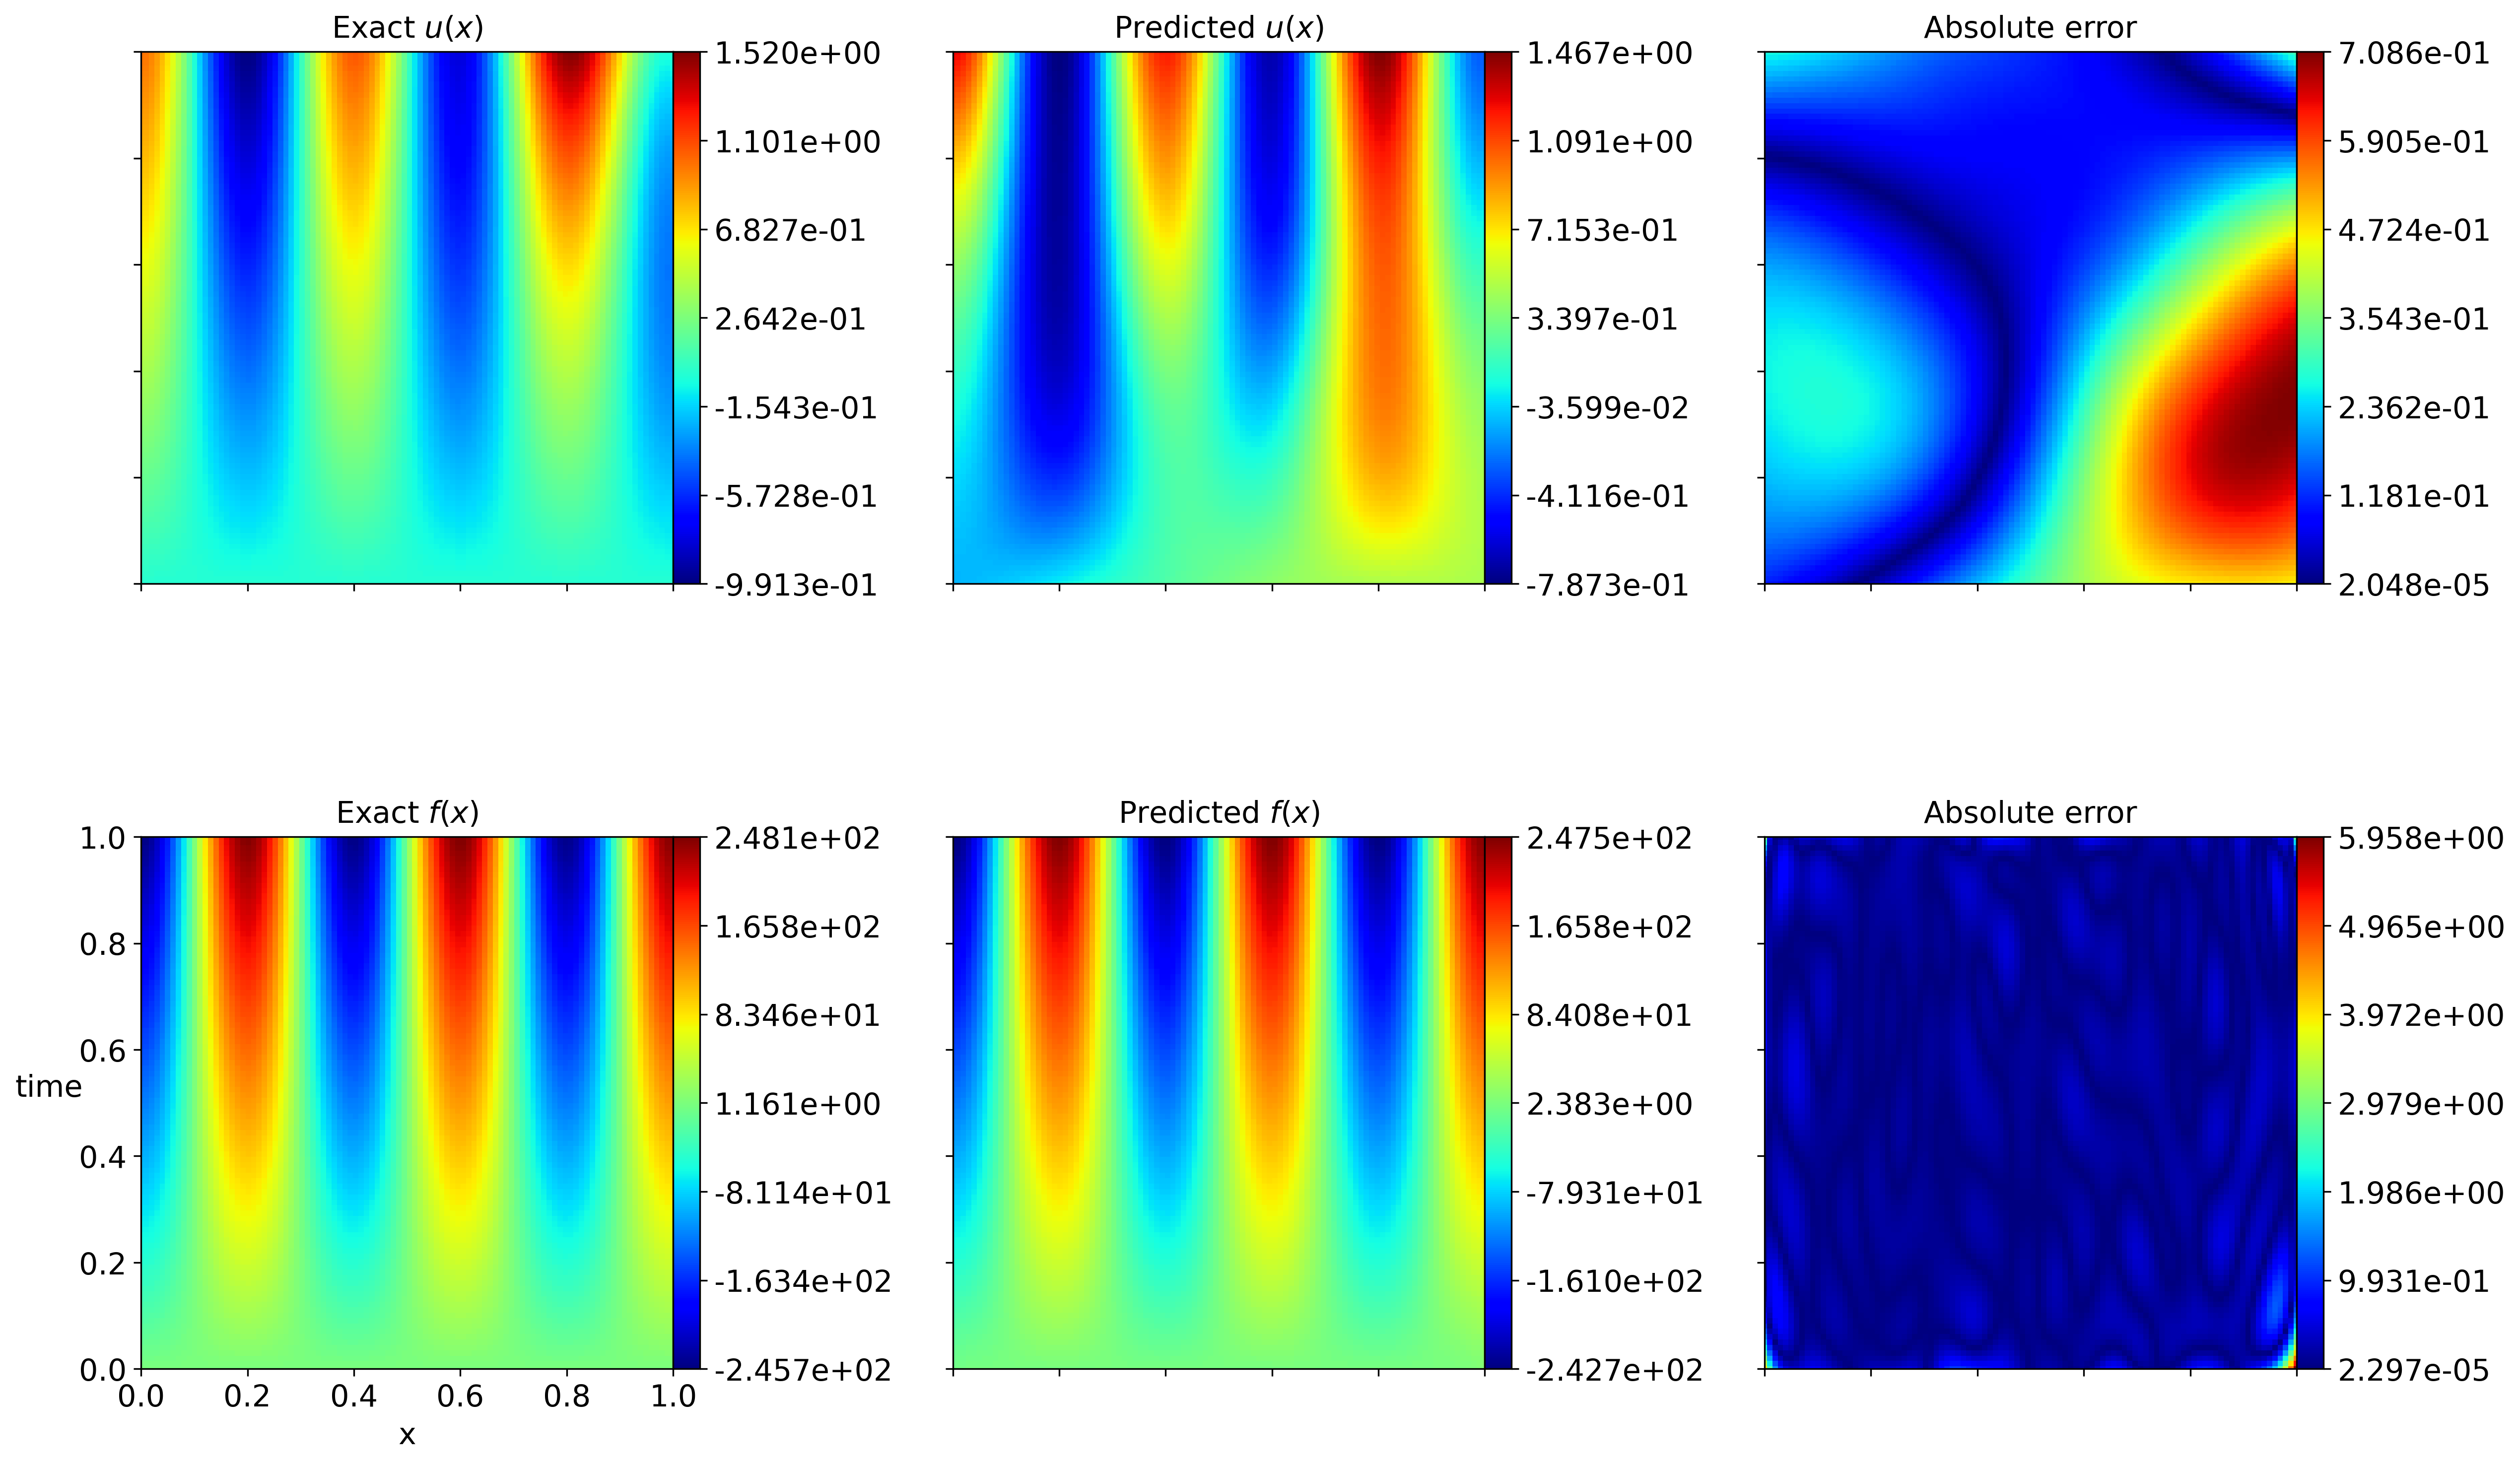 Exact u(x)
1.520e+00
1.101e+00
6.827e-01
2.642e-01
-1.543e-01
-5.728e-01
-9.913e-01
Predicted u(x)
1.467e+00
1.091e+00
7.153e-01
3.397e-01
-3.599e-02
-4.116e-01
-7.873e-01
Absolute error
7.086e-01
5.905e-01
4.724e-01
3.543e-01
2.362e-01
1.181e-01
2.048e-05
Exact f(x)
time
1.0
0.8
0.6
0.4
0.2
0.0
0.0 0.2 0.4 0.6 0.8 1.0
x
2.481e+02
1.658e+02
8.346e+01
1.161e+00
-8.114e+01
-1.634e+02
-2.457e+02
Predicted f(x)
2.475e+02
1.658e+02
8.408e+01
2.383e+00
-7.931e+01
-1.610e+02
-2.427e+02
Absolute error
5.958e+00
4.965e+00
3.972e+00
2.979e+00
1.986e+00
9.931e-01
2.297e-05